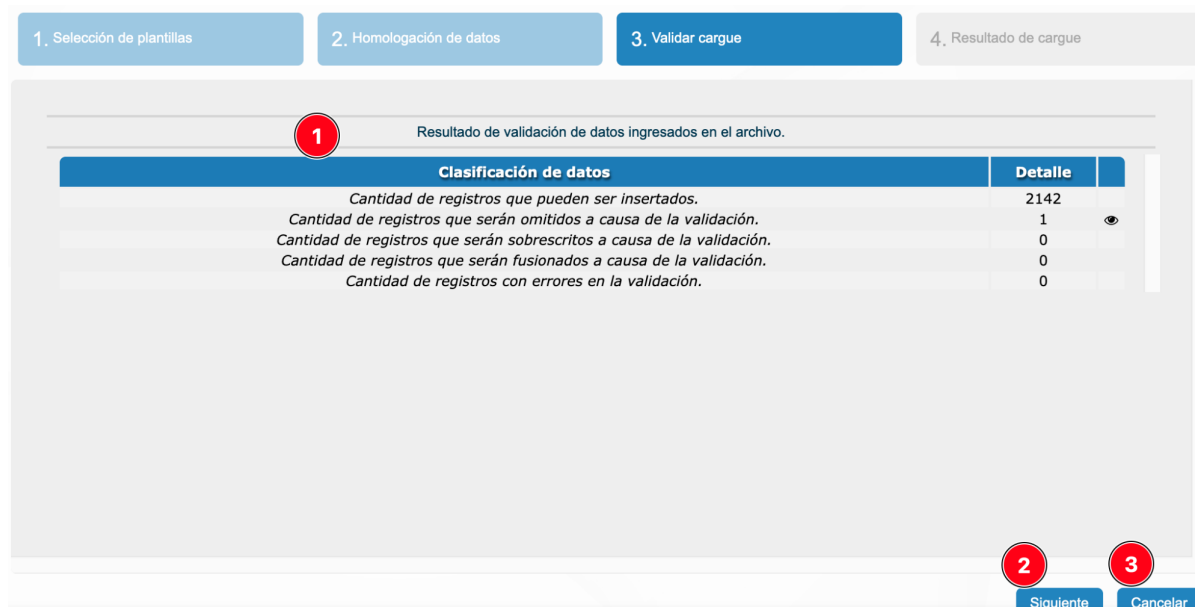 1. Selección de plantillas
2. Homologación de datos
3. Validar cargue
4. Resultado de cargue
1
Resultado de validación de datos ingresados en el archivo.
Clasificación de datos Detalle
Cantidad de registros que pueden ser insertados. 2142
Cantidad de registros que serán omitidos a causa de la validación. 1
Cantidad de registros que serán sobrescritos a causa de la validación. 0
Cantidad de registros que serán fusionados a causa de la validación. 0
Cantidad de registros con errores en la validación. 0
2
3
Siguiente
Cancelar